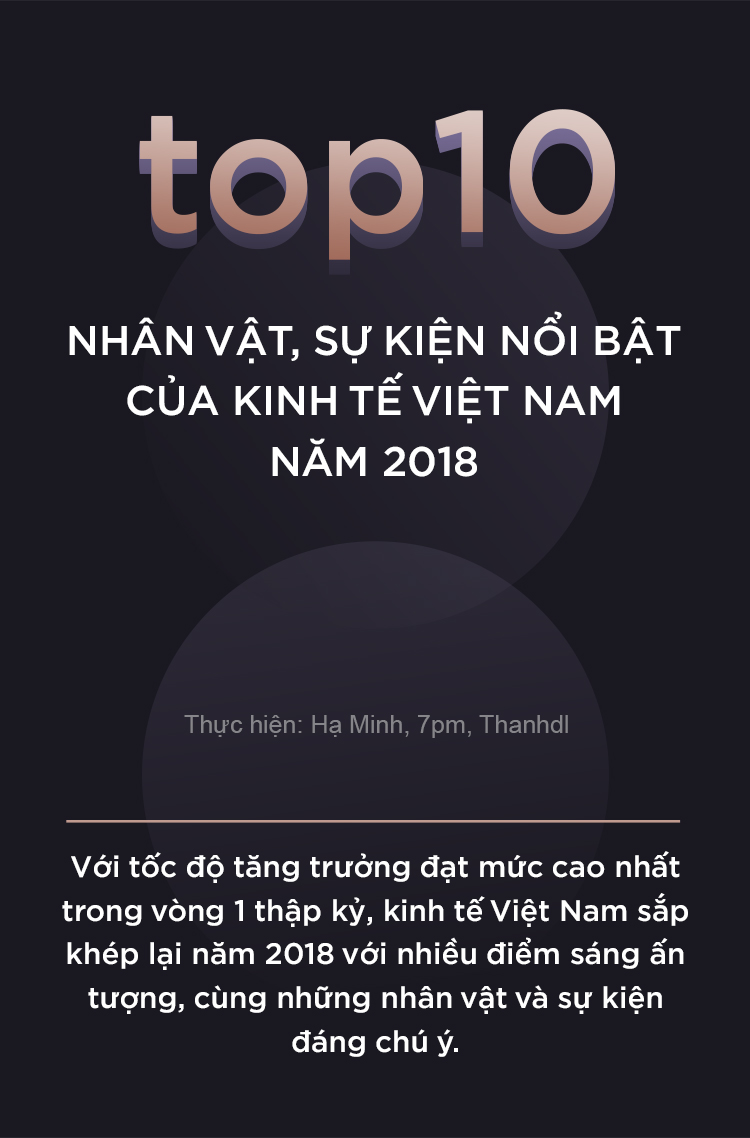 top10
NHÂN VẬT, SỰ KIỆN NỔI BẬT
CỦA KINH TẾ VIỆT NAM
NĂM 2018
Thực hiện: Hạ Minh, 7pm, Thanhdl
Với tốc độ tăng trưởng đạt mức cao nhất
trong vòng 1 thập kỷ, kinh tế Việt Nam sắp
khép lại năm 2018 với nhiều điểm sáng ấn
tượng, cùng những nhân vật và sự kiện
đáng chú ý.